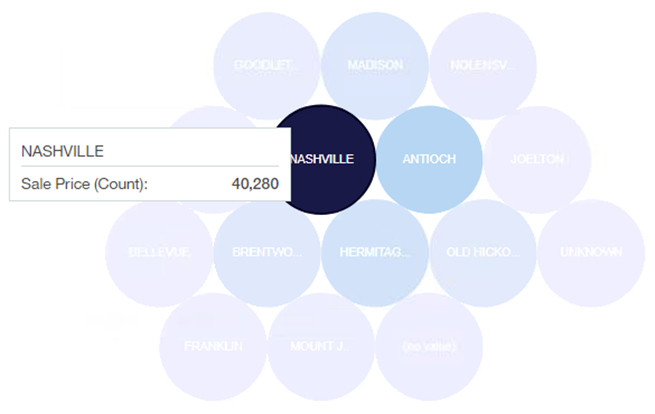 GOODLET...
MADISON
NOLENSV...
NASHVILLE
Sale Price (Count): 40,280
NASHVILLE
ANTIOCH
JOELTON
BELLEVUE
BRENTWO...
HERMITAG...
OLD HICKO...
UNKNOWN
FRANKLIN
MOUNT J...
(no value)